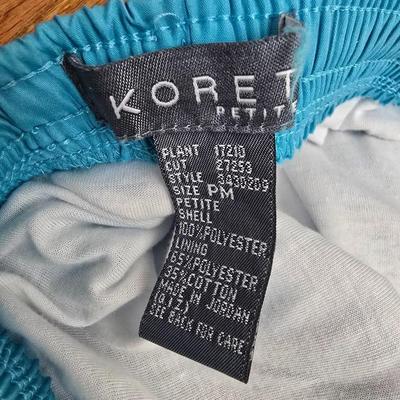 KORET
PETITE
PLANT 17210
CUT 27253
STYLE 3430209
SIZE PM
PETITE
SHELL
100%POLYESTER
LINING
65%POLYESTER
35%COTTON
MADE IN JORDAN
(Q.I.Z)
SEE BACK FOR CARE